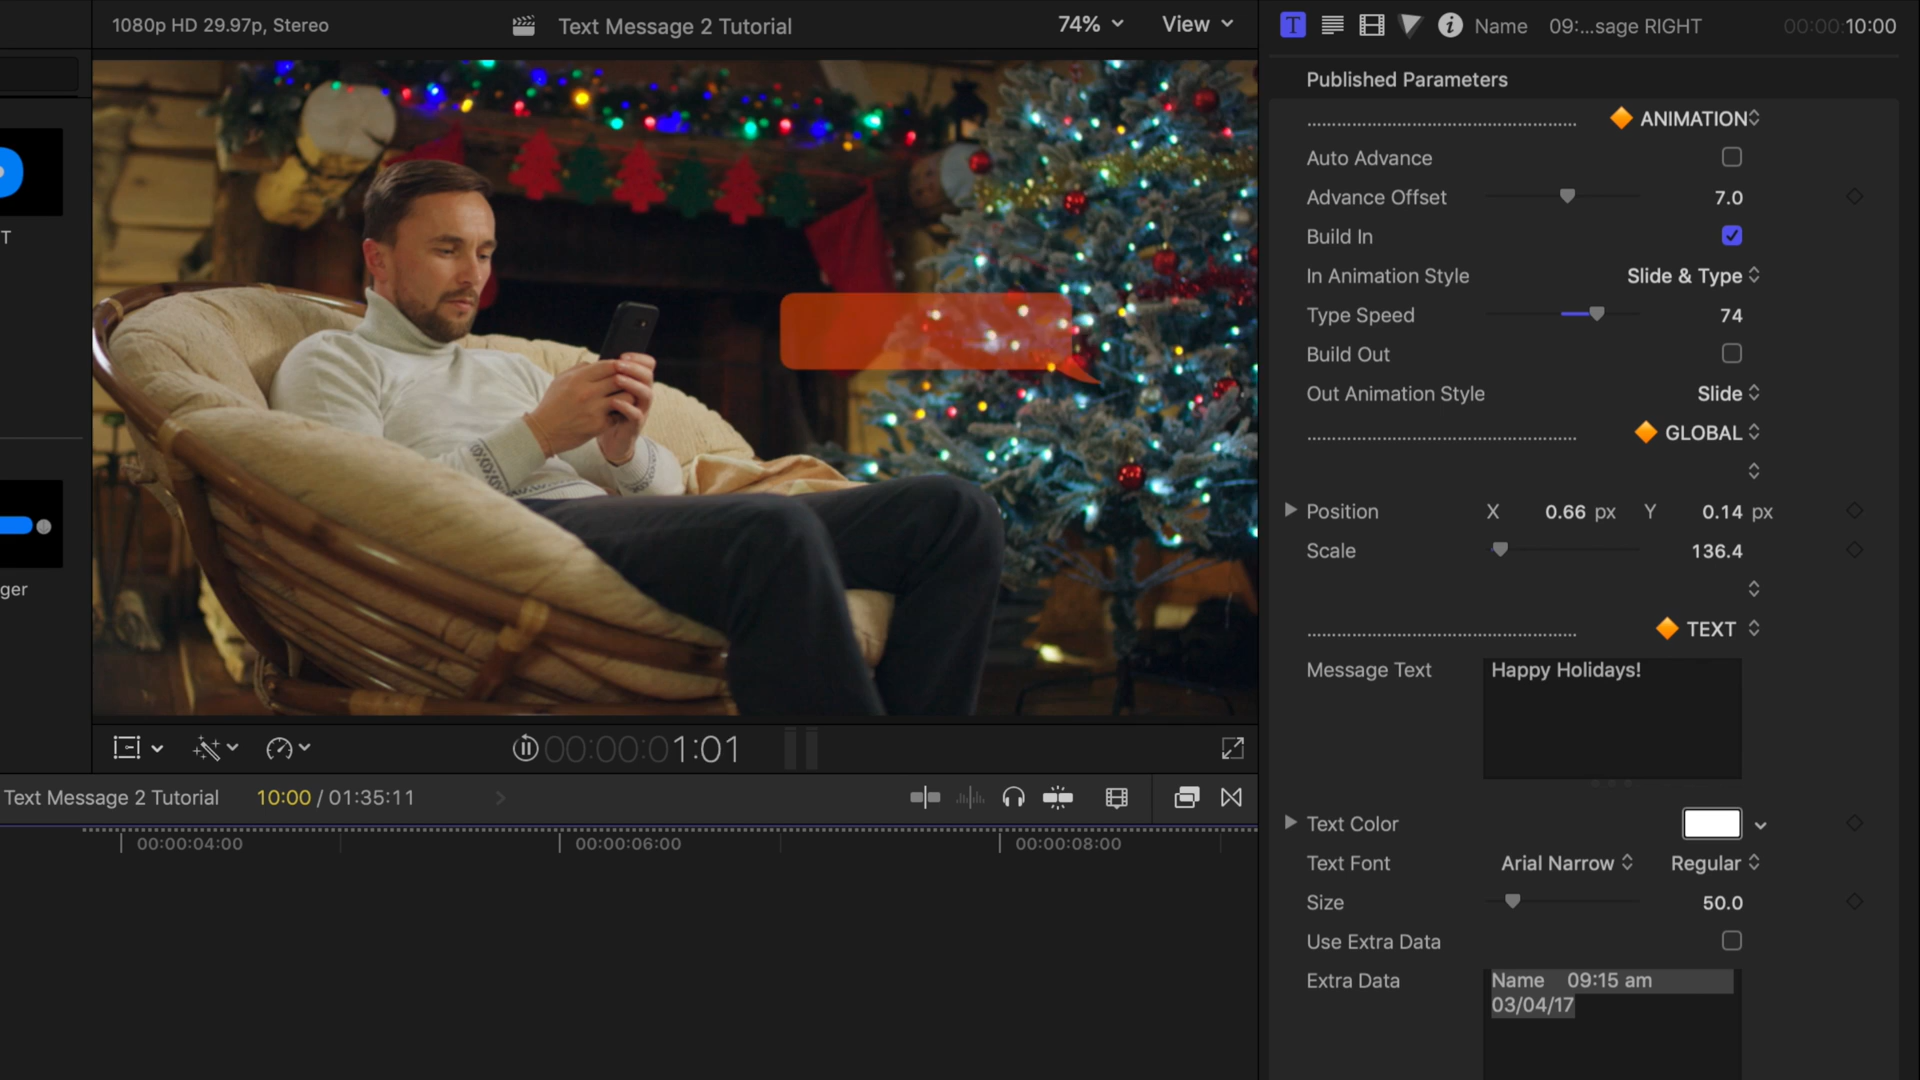 1080p HD 29.97p, Stereo
Text Message 2 Tutorial
74%
View
Name
09:...sage RIGHT
00:00:10:00
Published Parameters
ANIMATION
Auto Advance
Advance Offset 7.0
Build In
In Animation Style Slide & Type
Type Speed 74
Build Out
Out Animation Style Slide
GLOBAL
Position X 0.66 px Y 0.14 px
Scale 136.4
TEXT
Message Text Happy Holidays!
Text Color
Text Font Arial Narrow Regular
Size 50.0
Use Extra Data
Extra Data Name 09:15 am
03/04/17
T
ger
00:00:01:01
Text Message 2 Tutorial 10:00 / 01:35:11
00:00:04:00 00:00:06:00 00:00:08:00